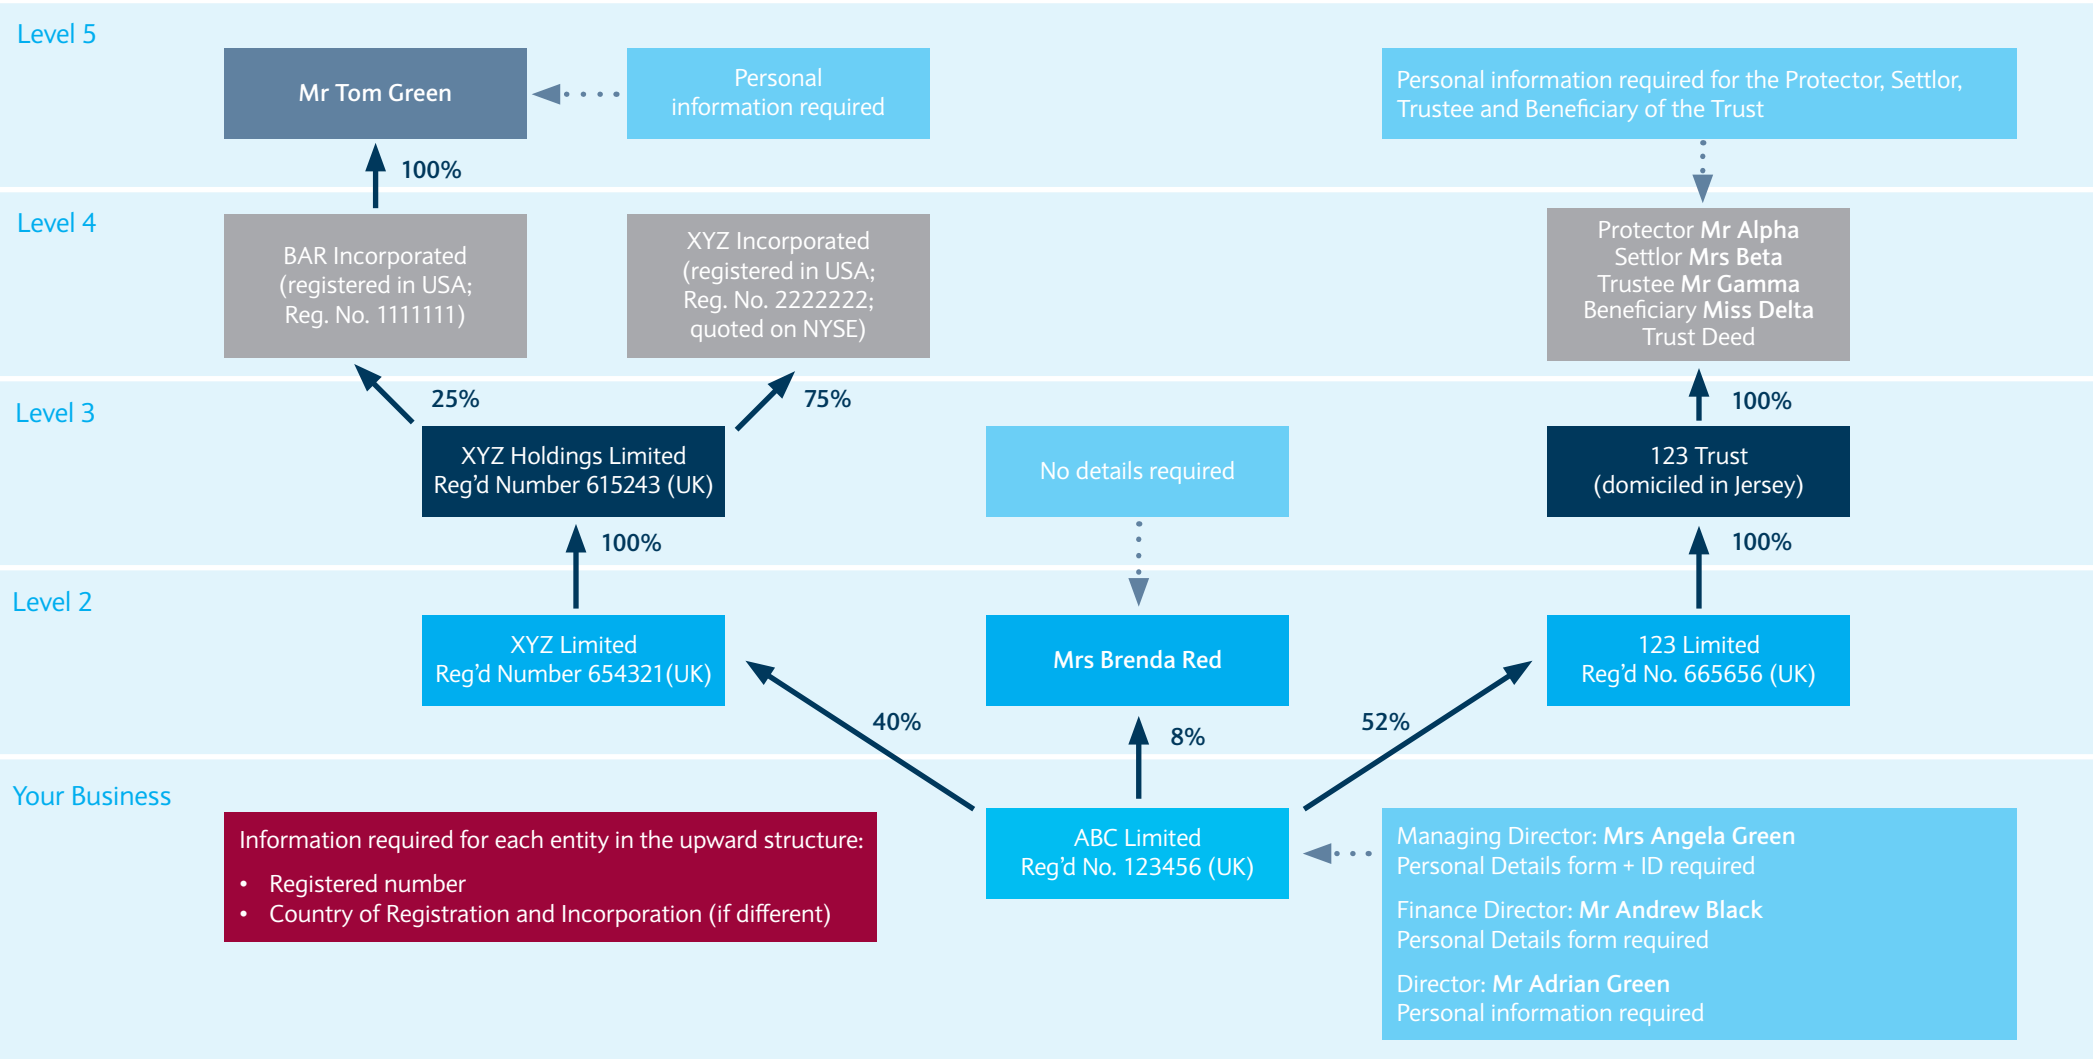 Level 5
Mr Tom Green
Personal
information required
Personal information required for the Protector, Settlor,
Trustee and Beneficiary of the Trust
100%
Level 4
BAR Incorporated
(registered in USA;
Reg. No. 1111111)
XYZ Incorporated
(registered in USA;
Reg. No. 2222222;
quoted on NYSE)
Protector Mr Alpha
Settlor Mrs Beta
Trustee Mr Gamma
Beneficiary Miss Delta
Trust Deed
25%
75%
100%
Level 3
XYZ Holdings Limited
Reg’d Number 615243 (UK)
No details required
123 Trust
(domiciled in Jersey)
100%
100%
Level 2
XYZ Limited
Reg’d Number 654321(UK)
Mrs Brenda Red
123 Limited
Reg’d No. 665656 (UK)
40%
8%
52%
Your Business
Information required for each entity in the upward structure:
• Registered number
• Country of Registration and Incorporation (if different)
ABC Limited
Reg’d No. 123456 (UK)
Managing Director: Mrs Angela Green
Personal Details form + ID required
Finance Director: Mr Andrew Black
Personal Details form required
Director: Mr Adrian Green
Personal information required